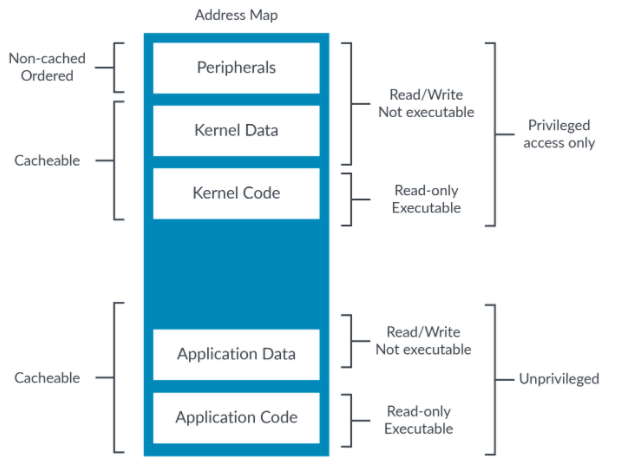 Address Map
Non-cached
Ordered
Peripherals
Read/Write
Not executable
Privileged
access only
Kernel Data
Cacheable
Kernel Code
Read-only
Executable
Application Data
Read/Write
Not executable
Cacheable
Unprivileged
Application Code
Read-only
Executable